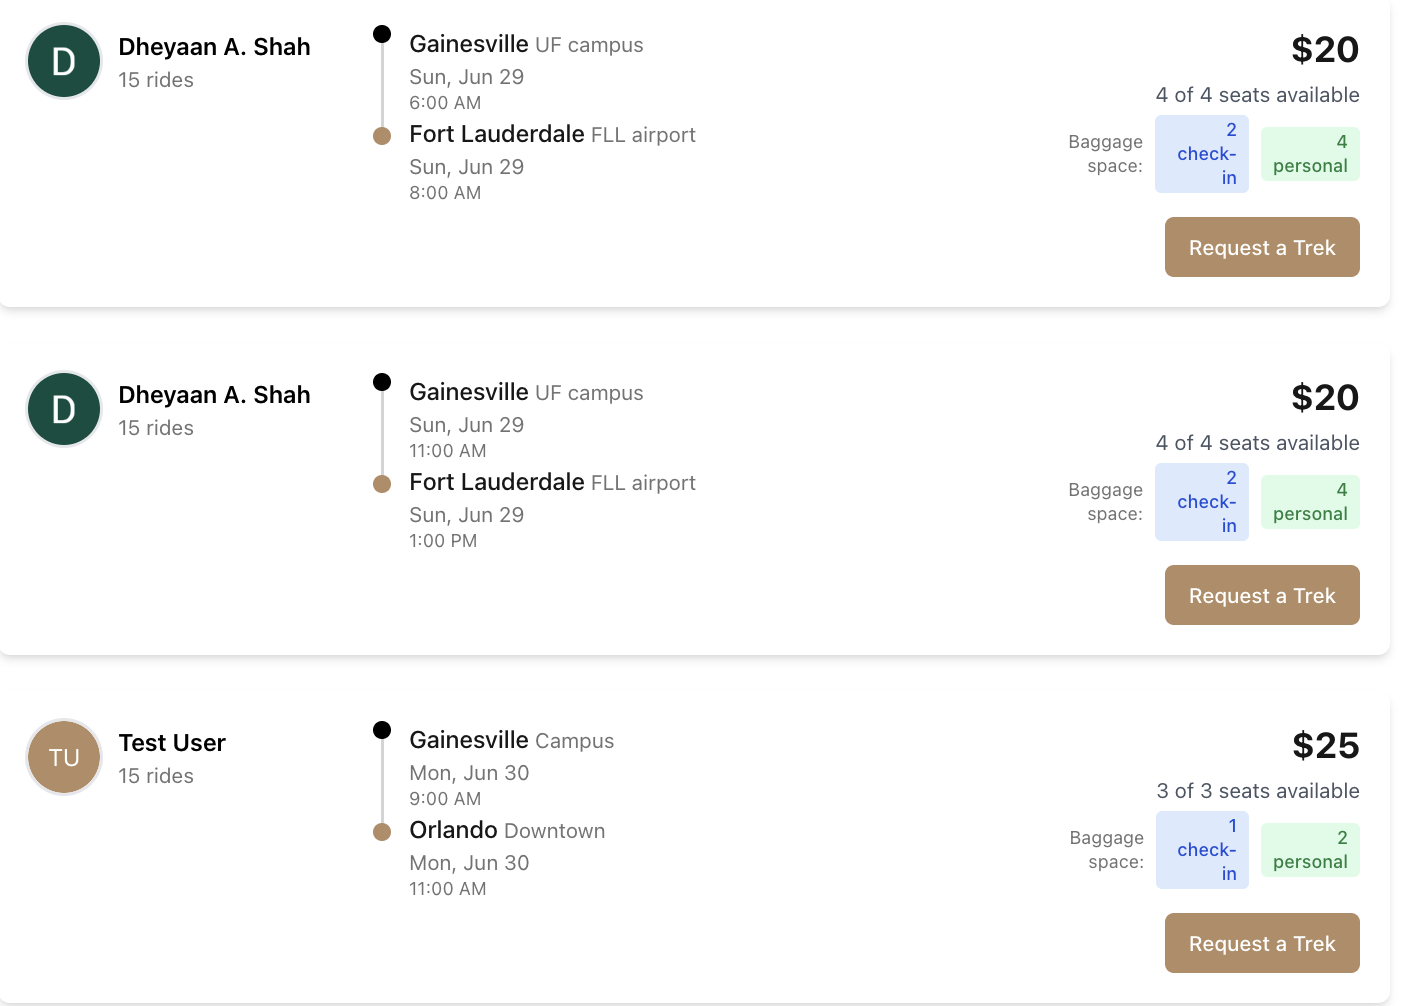 D
Dheyaan A. Shah
15 rides
Gainesville UF campus
Sun, Jun 29
6:00 AM
Fort Lauderdale FLL airport
Sun, Jun 29
8:00 AM
$20
4 of 4 seats available
Baggage
space:
2
check-
in
4
personal
Request a Trek
D
Dheyaan A. Shah
15 rides
Gainesville UF campus
Sun, Jun 29
11:00 AM
Fort Lauderdale FLL airport
Sun, Jun 29
1:00 PM
$20
4 of 4 seats available
Baggage
space:
2
check-
in
4
personal
Request a Trek
TU
Test User
15 rides
Gainesville Campus
Mon, Jun 30
9:00 AM
Orlando Downtown
Mon, Jun 30
11:00 AM
$25
3 of 3 seats available
Baggage
space:
1
check-
in
2
personal
Request a Trek